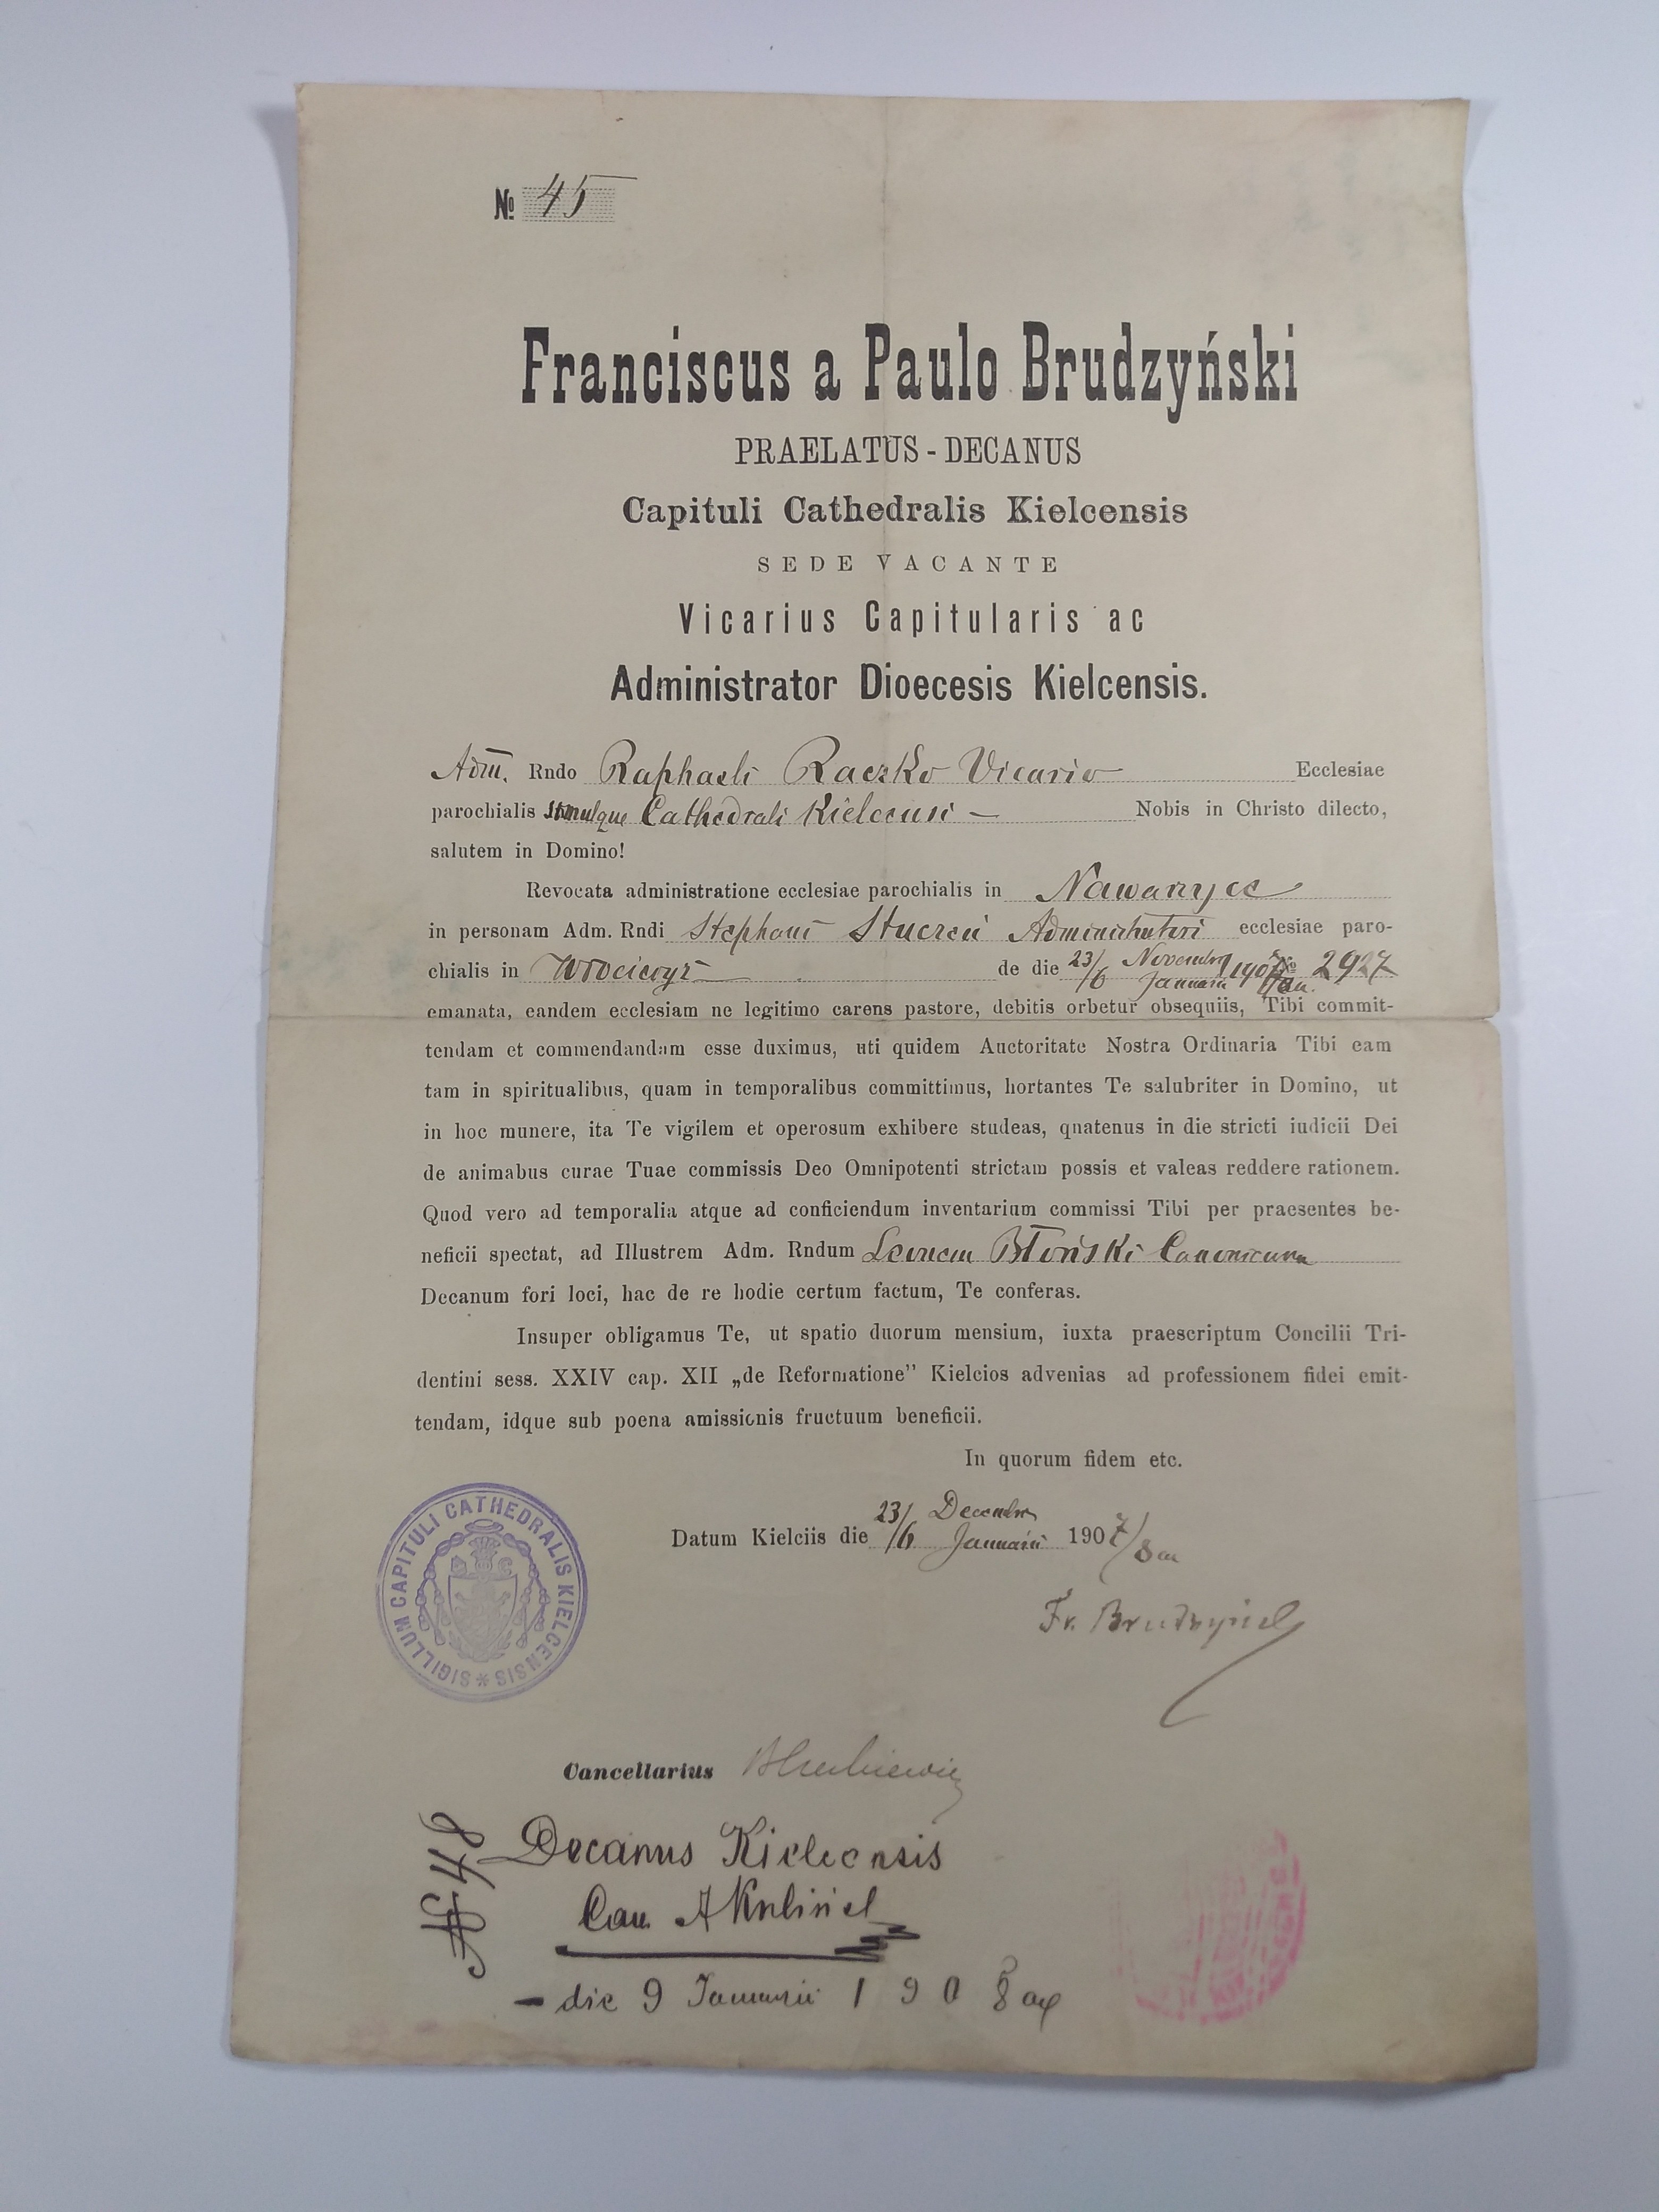 № 45
Franciscus a Paulo Brudzyński
PRAELATUS - DECANUS
Capituli Cathedralis Kielcensis
SEDE VACANTE
Vicarius Capitularis ac
Administrator Dioecesis Kielcensis.
Adm. Rndo Raphaeli Raczko Vicario Ecclesiae
parochialis simulque Cathedrali Kielcensi — Nobis in Christo dilecto,
salutem in Domino!
Revocata administratione ecclesiae parochialis in Nawarzyce
in personam Adm. Rndi Stephani Administratori ecclesiae paro-
chialis in de die 23/6 Novembr Januarii 2927
emanata, eandem ecclesiam ne legitimo carens pastore, debitis orbetur obsequiis, Tibi commit-
tendam et commendandam esse duximus, uti quidem Auctoritate Nostra Ordinaria Tibi eam
tam in spiritualibus, quam in temporalibus committimus, hortantes Te salubriter in Domino, ut
in hoc munere, ita Te vigilem et operosum exhibere studeas, quatenus in die stricti iudicii Dei
de animabus curae Tuae commissis Deo Omnipotenti strictam possis et valeas reddere rationem.
Quod vero ad temporalia atque ad conficiendum inventarium commissi Tibi per praesentes be-
neficii spectat, ad Illustrem Adm. Rndum Leonem Błoński Canonicum
Decanum fori loci, hac de re hodie certum factum, Te conferas.
Insuper obligamus Te, ut spatio duorum mensium, iuxta praescriptum Concilii Tri-
dentini sess. XXIV cap. XII „de Reformatione” Kielcios advenias ad professionem fidei emit-
tendam, idque sub poena amissionis fructuum beneficii.
In quorum fidem etc.
Datum Kielciis die 23/6 Decembr Januarii 1907/8 an
Fr. Brudzyński
SIGILLUM CAPITULI CATHEDRALIS KIELCENSIS *
Cancellarius
Decanus Kielcensis
Can. A
- die 9 Januarii 1908